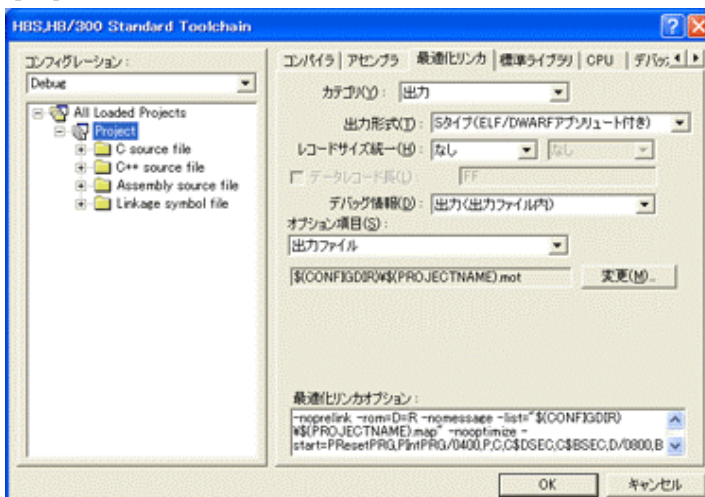 H8S,H8/300 Standard Toolchain
コンフィグレーション:
Debug
All Loaded Projects
Project
C source file
C++ source file
Assembly source file
Linkage symbol file
コンパイラ
アセンブラ
最適化リンカ
標準ライブラリ
CPU
カテゴリ(Y):
出力
出力形式(T):
Sタイプ(ELF/DWARFアブソリュート付き)
レコードサイズ統一(H):
なし
なし
データレコード長(L):
FF
デバッグ情報(D):
出力(出力ファイル内)
オプション項目(S):
出力ファイル
$(CONFIGDIR)¥$(PROJECTNAME).mot
変更(M)...
最適化リンカオプション:
-noprelink -rom=D=R -nomessage -list="$(CONFIGDIR)
¥$(PROJECTNAME).map" -nooptimize -
start=PResetPRG,PIntPRG/0400,P,C,C$DSEC,C$BSEC,D/0800,B
OK
キャンセル